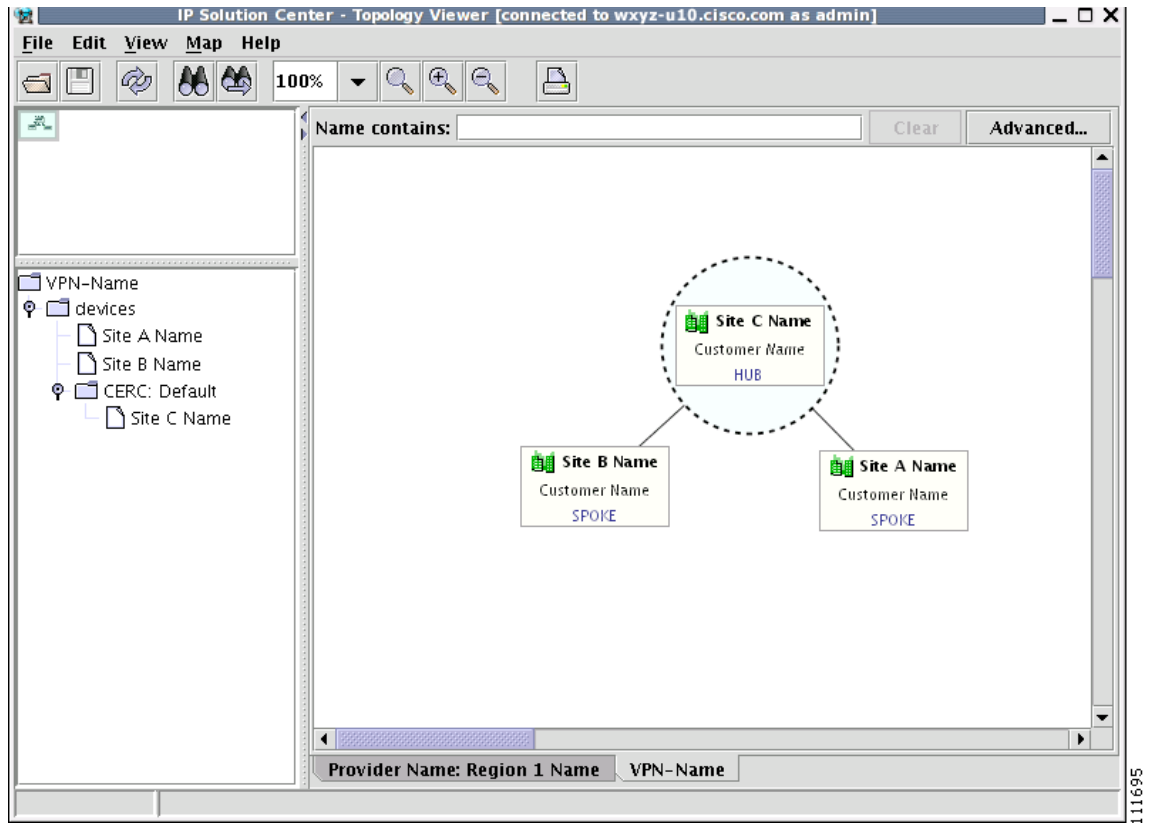 IP Solution Center - Topology Viewer [connected to wxyz-u10.cisco.com as admin]
File Edit View Map Help
100%
Name contains: Clear Advanced...
VPN-Name
devices
Site A Name
Site B Name
CERC: Default
Site C Name
Site C Name
Customer Name
HUB
Site B Name
Customer Name
SPOKE
Site A Name
Customer Name
SPOKE
Provider Name: Region 1 Name VPN-Name
111695